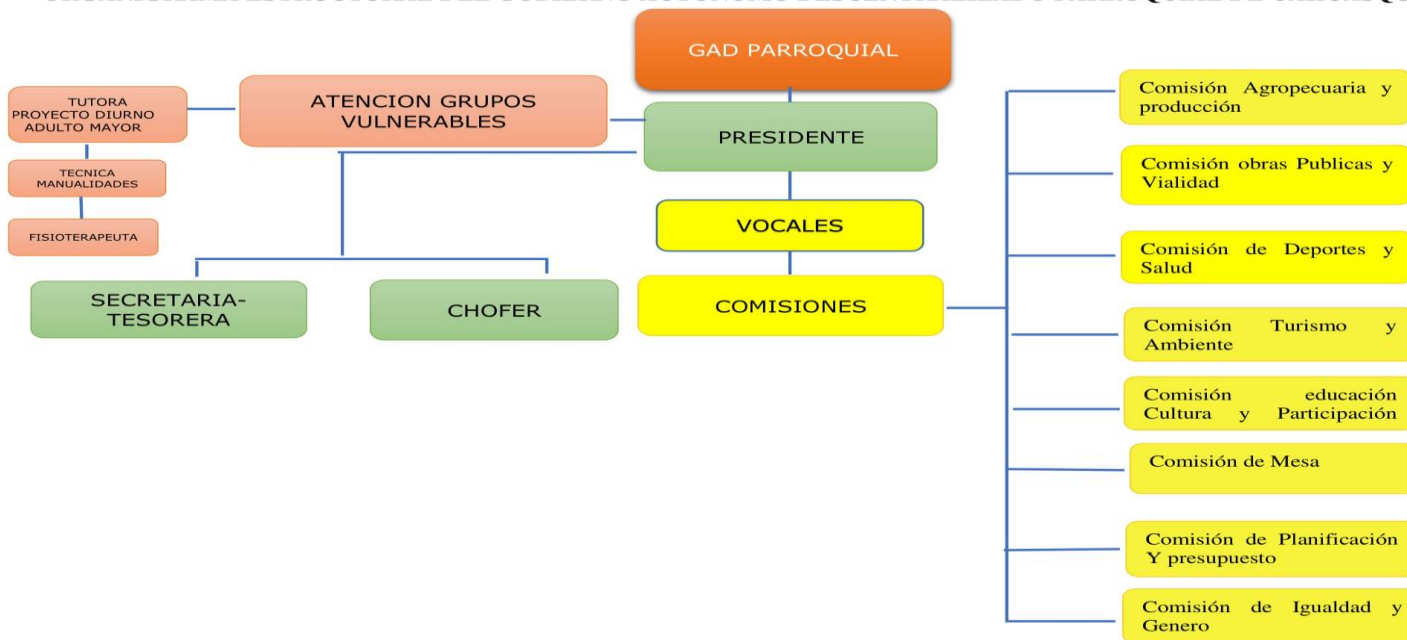 GAD PARROQUIAL
ATENCION GRUPOS
VULNERABLES
TUTORA
PROYECTO DIURNO
ADULTO MAYOR
TECNICA
MANUALIDADES
FISIOTERAPEUTA
PRESIDENTE
VOCALES
SECRETARIA-
TESORERA
CHOFER
COMISIONES
Comisión Agropecuaria y
producción
Comisión obras Publicas y
Vialidad
Comisión de Deportes y
Salud
Comisión Turismo y
Ambiente
Comisión educación
Cultura y Participación
Comisión de Mesa
Comisión de Planificación
Y presupuesto
Comisión de Igualdad y
Genero